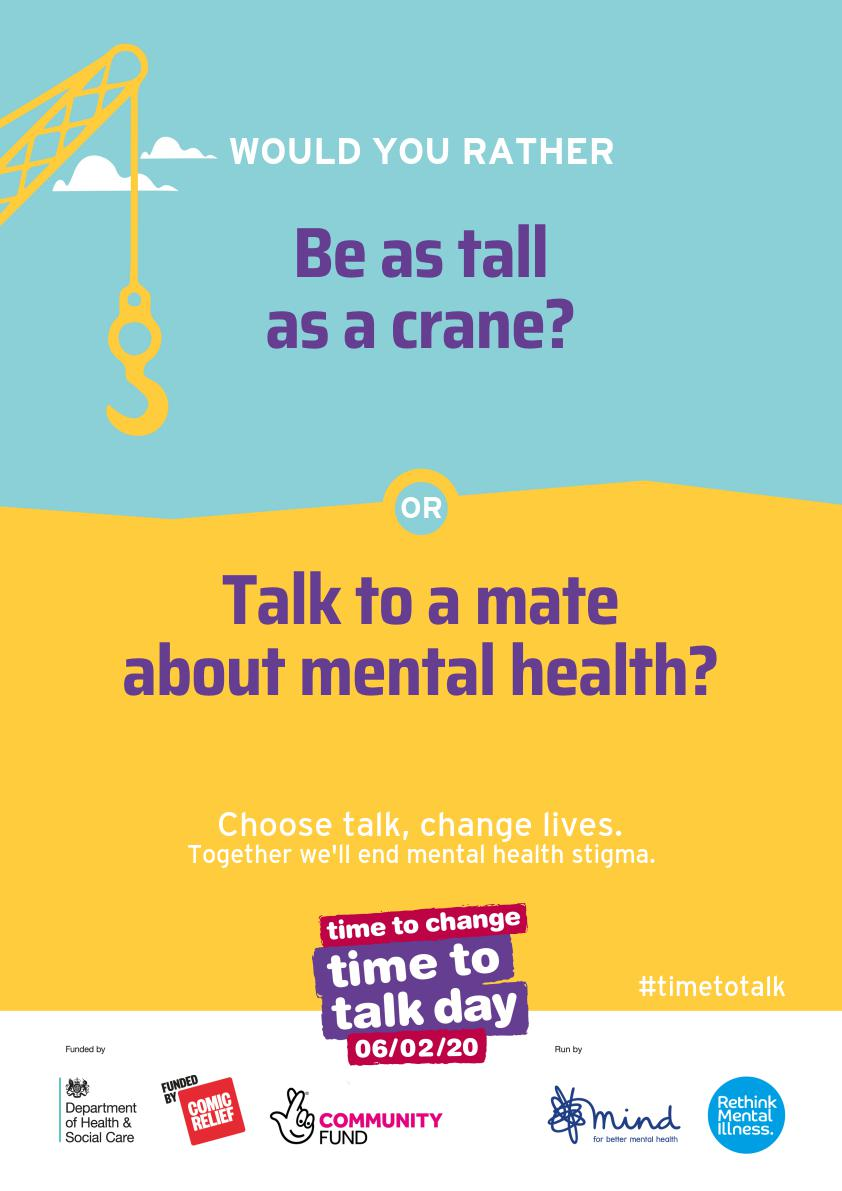 WOULD YOU RATHER
Be as tall
as a crane?
OR
Talk to a mate
about mental health?
Choose talk, change lives.
Together we'll end mental health stigma.
time to change
time to
talk day
06/02/20
#timetotalk
Funded by
Run by
Department
of Health &
Social Care
FUNDED
BY
COMIC
RELIEF
COMMUNITY
FUND
mind
for better mental health
Rethink
Mental
Illness.